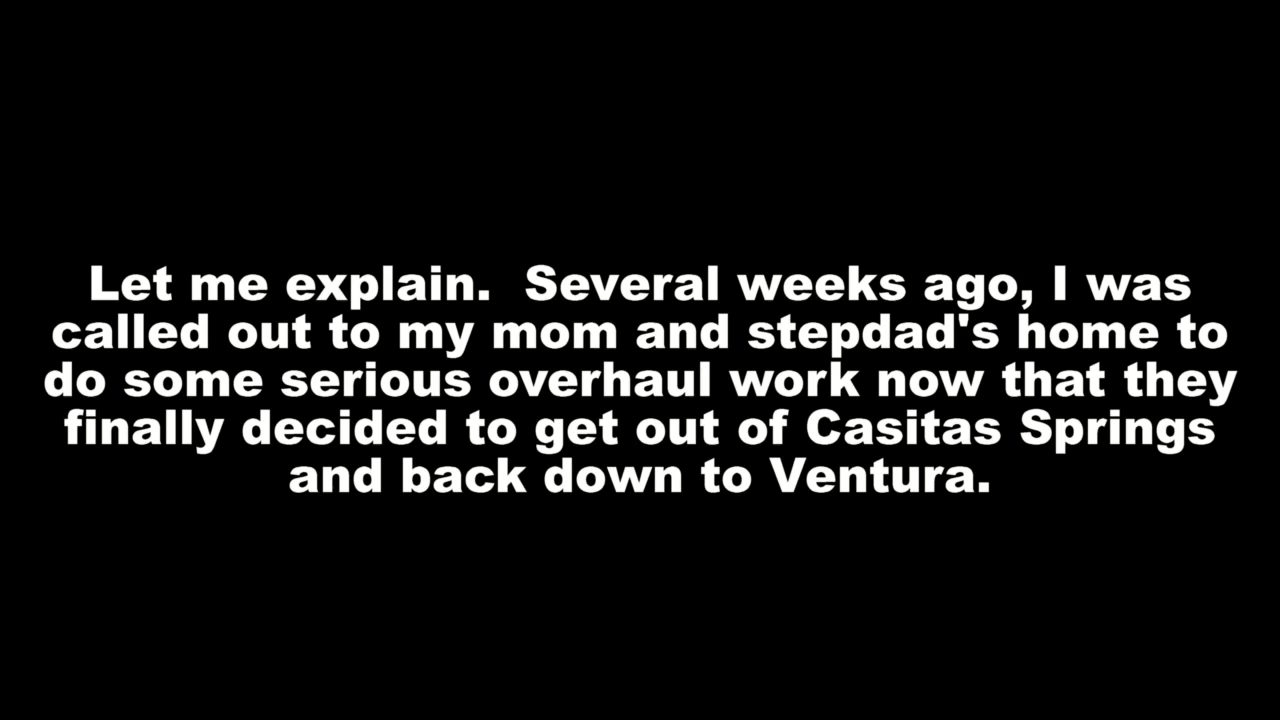 Let me explain.  Several weeks ago, I was
called out to my mom and stepdad's home to
do some serious overhaul work now that they
finally decided to get out of Casitas Springs
and back down to Ventura.